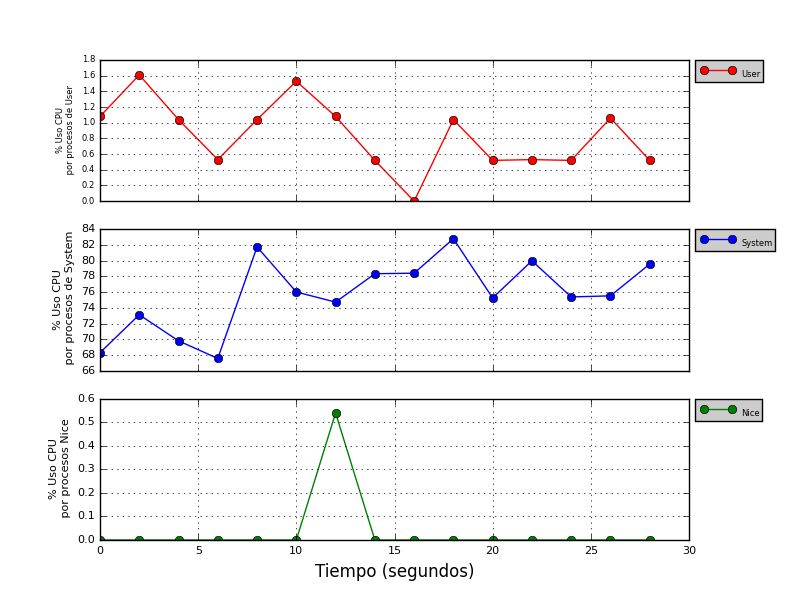 1.8
1.6
1.4
1.2
1.0
0.8
0.6
0.4
0.2
0.0
% Uso CPU
por procesos de User
User
84
82
80
78
76
74
72
70
68
66
% Uso CPU
por procesos de System
System
0.6
0.5
0.4
0.3
0.2
0.1
0.0
% Uso CPU
por procesos Nice
Nice
0 5 10 15 20 25 30
Tiempo (segundos)